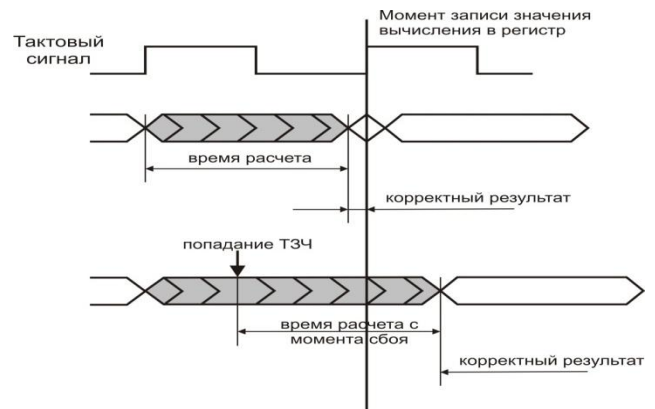 Момент записи значения
вычисления в регистр
Тактовый
сигнал
время расчета
корректный результат
попадание ТЗЧ
время расчета с
момента сбоя
корректный результат